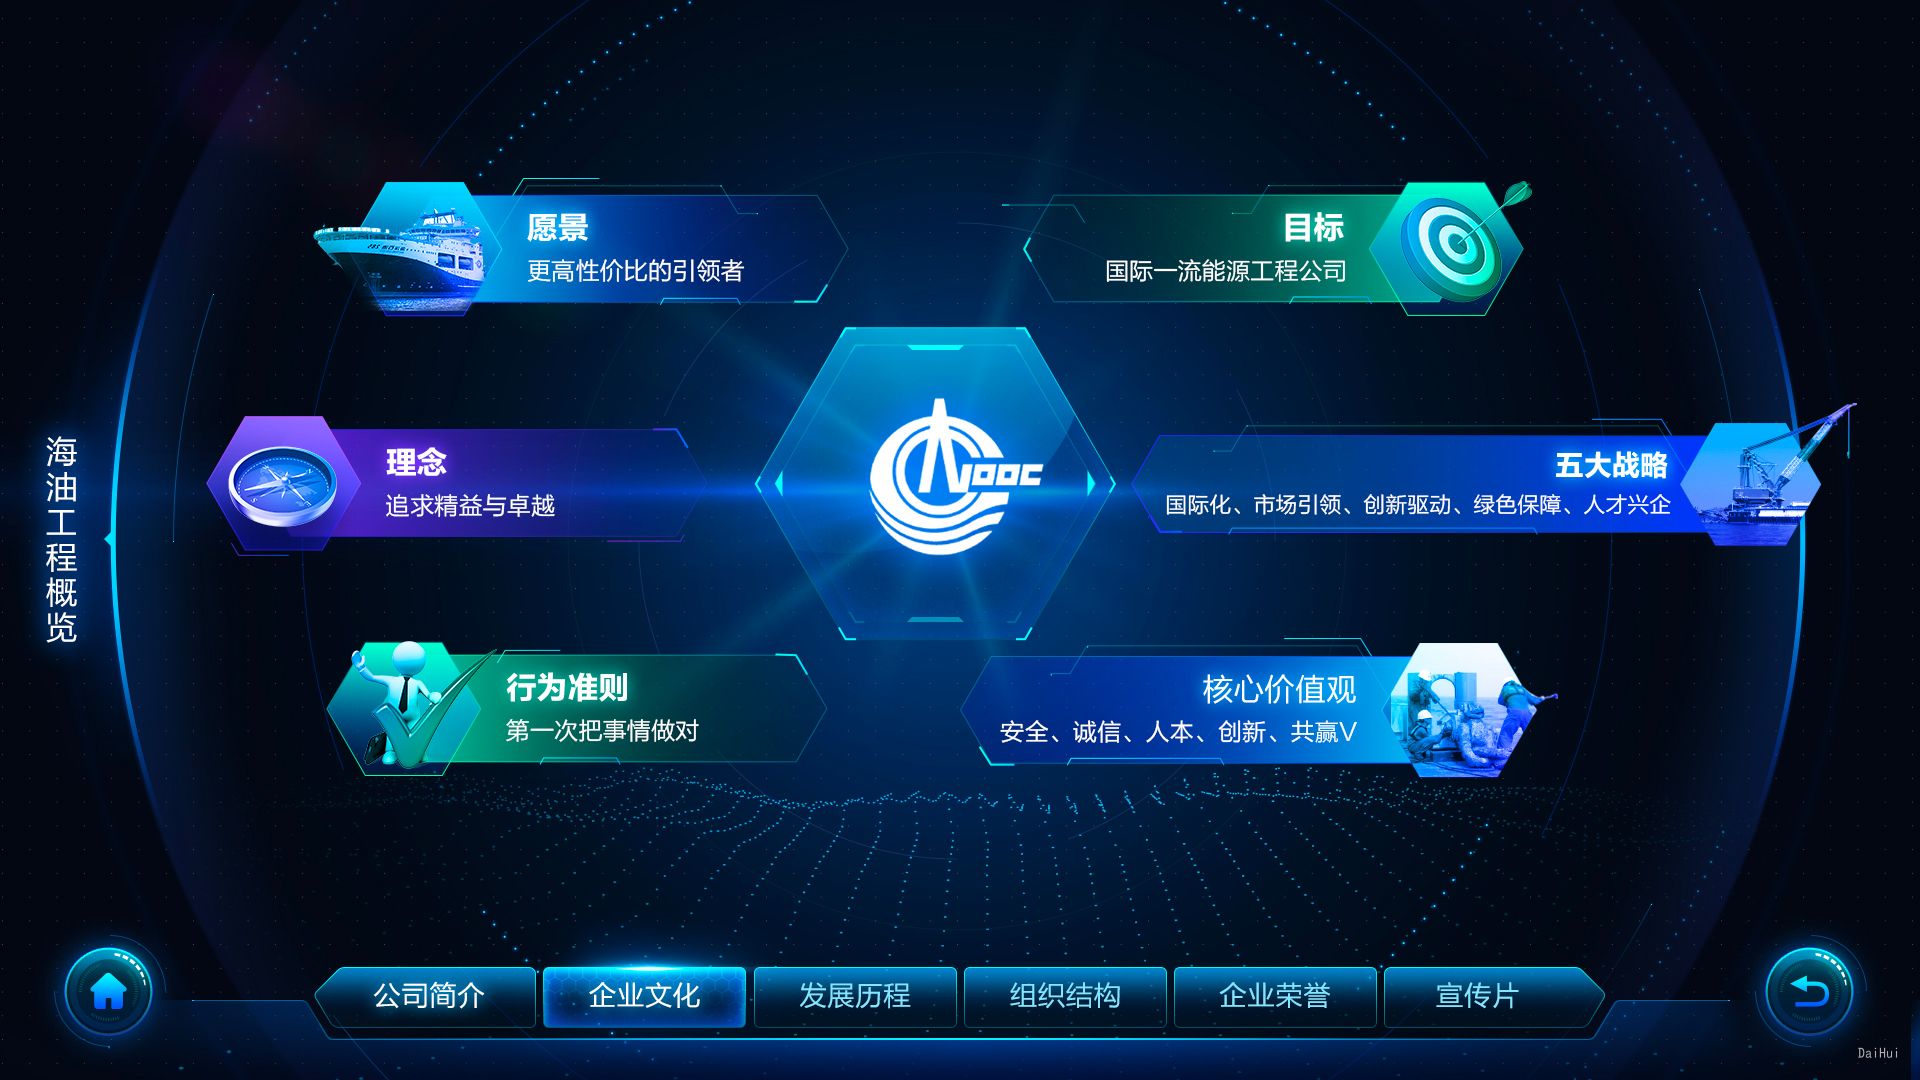 愿景
更高性价比的引领者
目标
国际一流能源工程公司
海油工程概览
理念
追求精益与卓越
NOOC
五大战略
国际化、市场引领、创新驱动、绿色保障、人才兴企
行为准则
第一次把事情做对
核心价值观
安全、诚信、人本、创新、共赢V
公司简介
企业文化
发展历程
组织结构
企业荣誉
宣传片
DaiHui